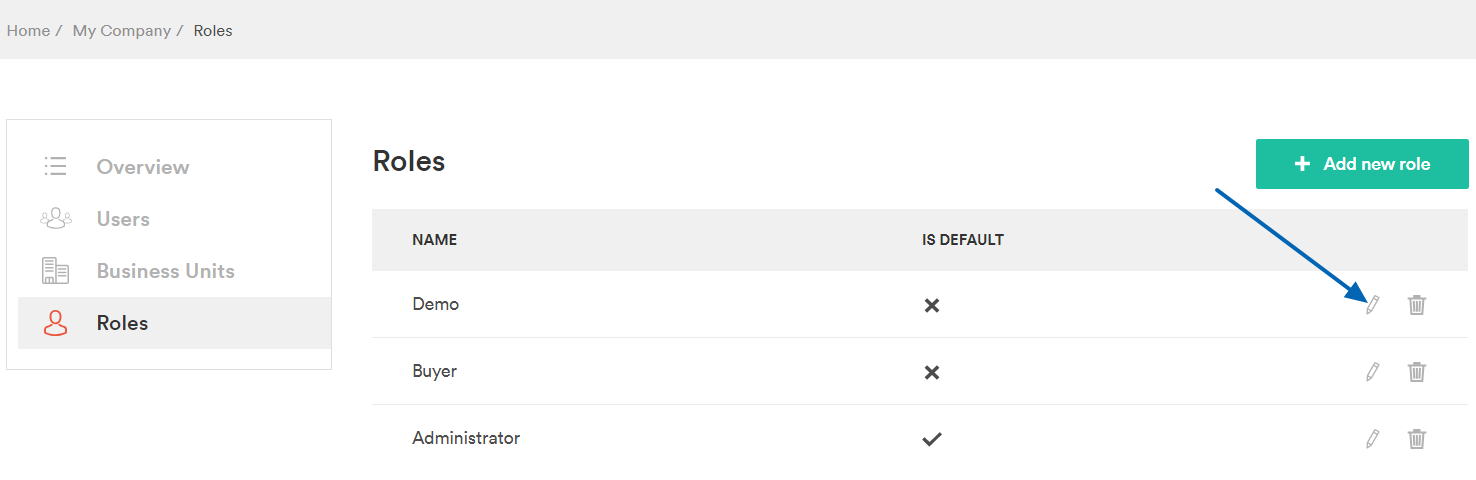 Home / My Company / Roles
Overview
Users
Business Units
Roles
Roles
Add new role
NAME IS DEFAULT
Demo
Buyer
Administrator